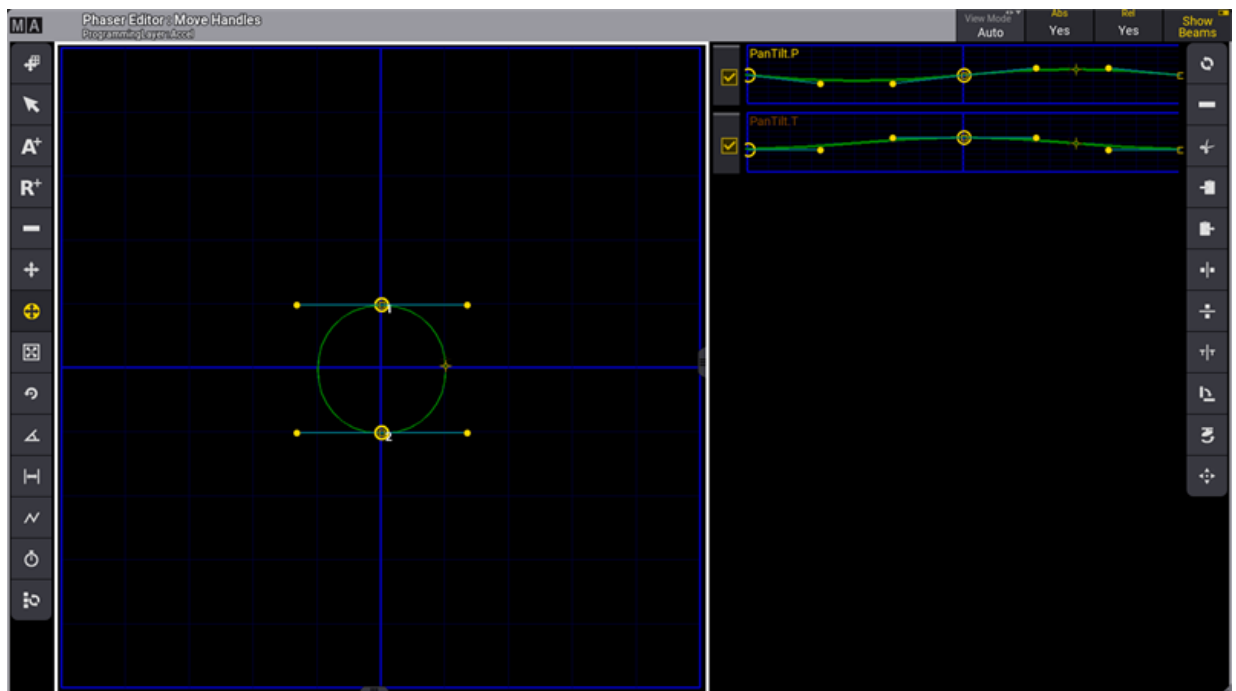 MA
Phaser Editor : Move Handles
ProgrammingLayer:Accel
View Mode
Auto
Abs
Yes
Rel
Yes
Show
Beams
A+
R+
PanTilt.P
PanTilt.T
1
2
T|T